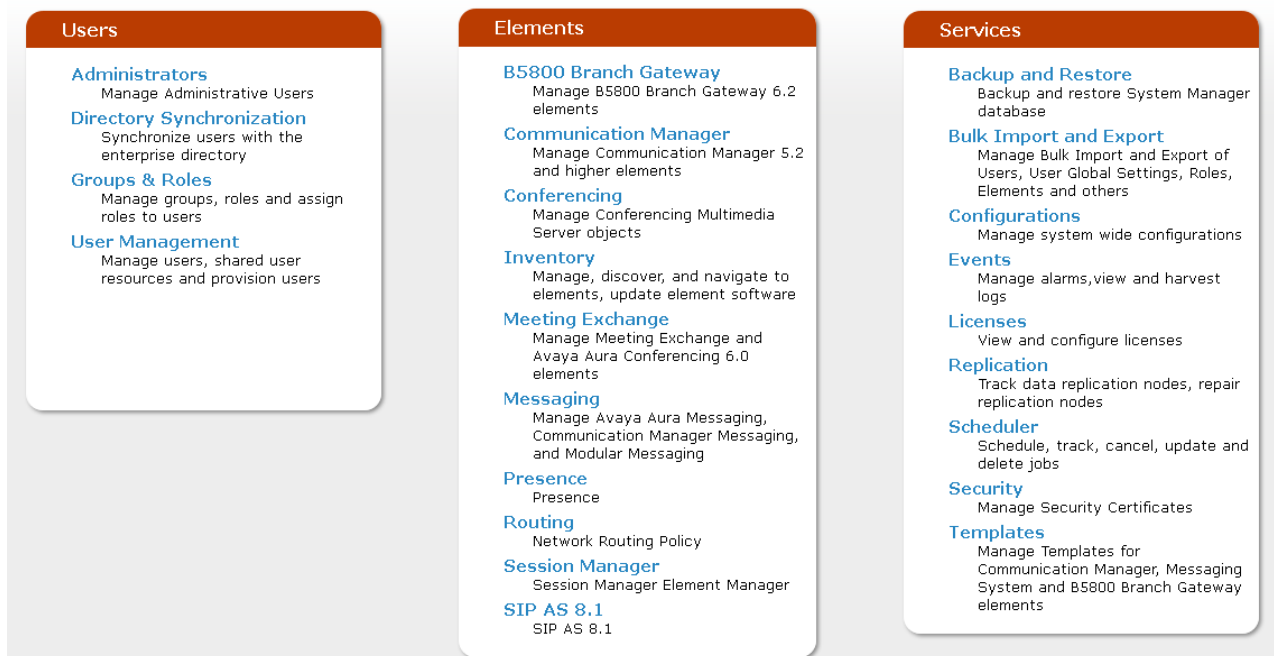 Users
Administrators
Manage Administrative Users
Directory Synchronization
Synchronize users with the
enterprise directory
Groups & Roles
Manage groups, roles and assign
roles to users
User Management
Manage users, shared user
resources and provision users
Elements
B5800 Branch Gateway
Manage B5800 Branch Gateway 6.2
elements
Communication Manager
Manage Communication Manager 5.2
and higher elements
Conferencing
Manage Conferencing Multimedia
Server objects
Inventory
Manage, discover, and navigate to
elements, update element software
Meeting Exchange
Manage Meeting Exchange and
Avaya Aura Conferencing 6.0
elements
Messaging
Manage Avaya Aura Messaging,
Communication Manager Messaging,
and Modular Messaging
Presence
Presence
Routing
Network Routing Policy
Session Manager
Session Manager Element Manager
SIP AS 8.1
SIP AS 8.1
Services
Backup and Restore
Backup and restore System Manager
database
Bulk Import and Export
Manage Bulk Import and Export of
Users, User Global Settings, Roles,
Elements and others
Configurations
Manage system wide configurations
Events
Manage alarms,view and harvest
logs
Licenses
View and configure licenses
Replication
Track data replication nodes, repair
replication nodes
Scheduler
Schedule, track, cancel, update and
delete jobs
Security
Manage Security Certificates
Templates
Manage Templates for
Communication Manager, Messaging
System and B5800 Branch Gateway
elements